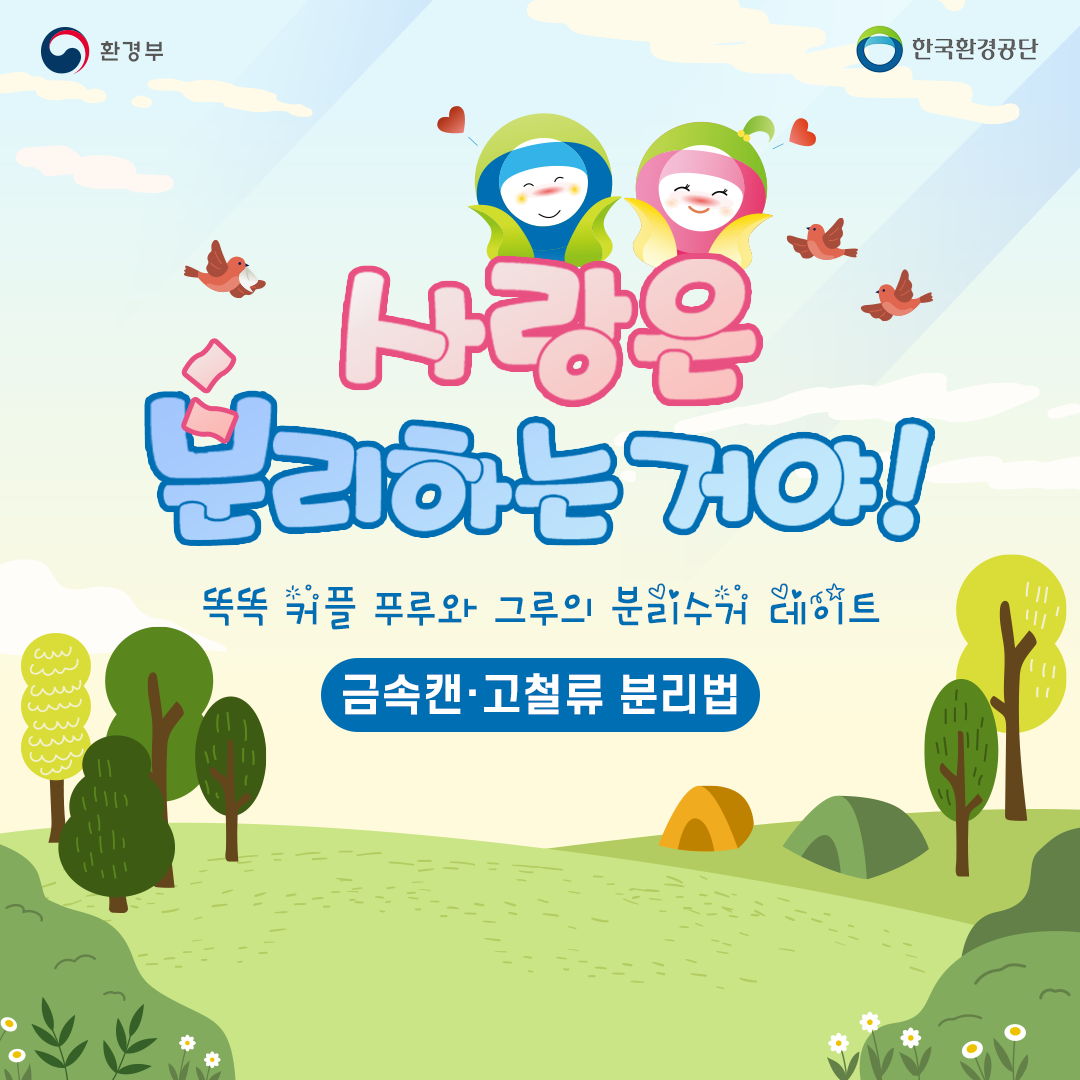 환경부
한국환경공단
사랑은
분리하는 거야!
똑똑 커플 푸루와 그루의 분리수거 데이트
금속캔·고철류 분리법